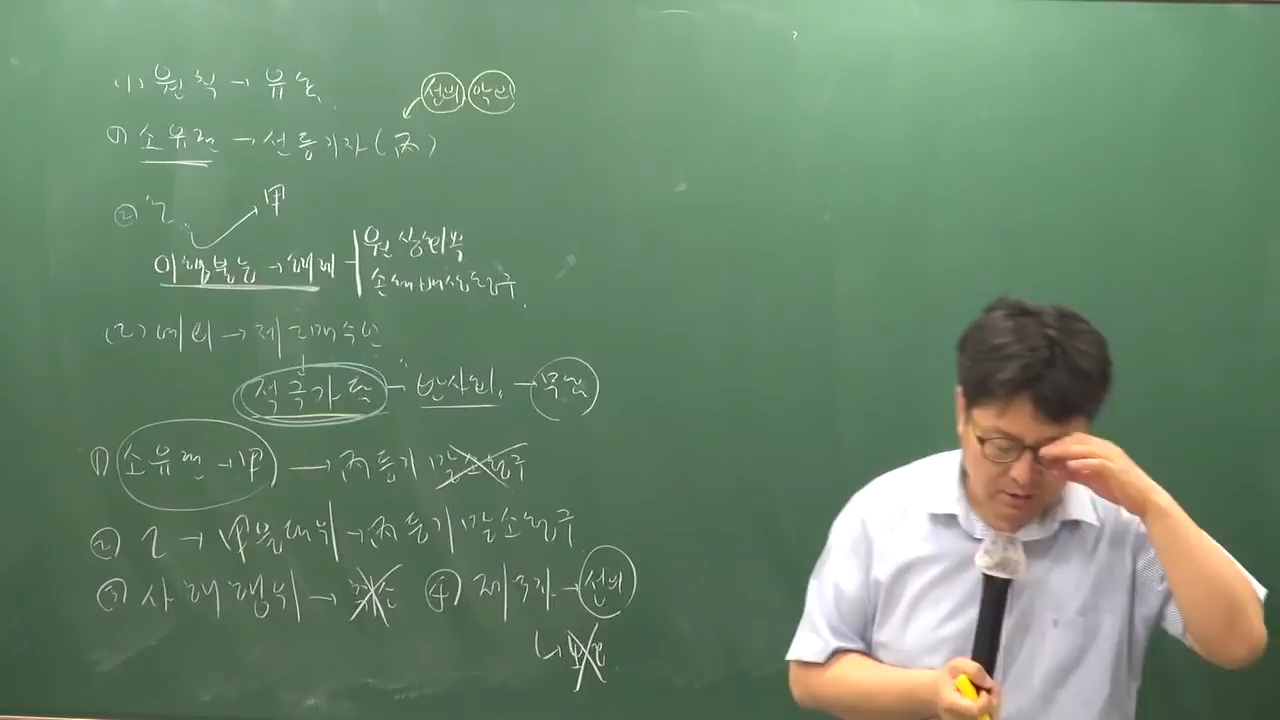 (1) 원칙 → 유효.
선의 악의
① 소유권 → 선등기자 (丙)
② 乙 甲
이행불능 → 해제
원상회복
손해배상청구.
(2) 예외 → 제2매수인
적극가담 - 반사회. → 무효
① 소유권 → 甲 → 丙 등기 말소청구
② 乙 → 甲을 대위 → 丙 등기 말소청구
③ 사해행위 → ④ 제3자 → 선의
↳ 보호.